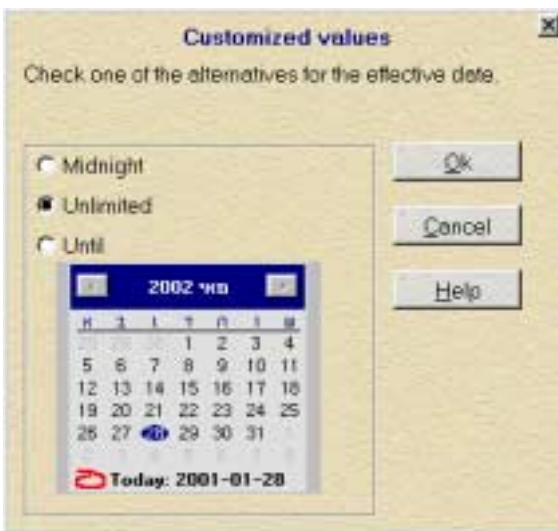 Customized values
Check one of the alternatives for the effective date.
Midnight
Unlimited
Until
Ok
Cancel
Help
מאי 2002
א ב ג ד ה ו ש
1 2 3 4
5 6 7 8 9 10 11
12 13 14 15 16 17 18
19 20 21 22 23 24 25
26 27 28 29 30 31
Today: 2001-01-28